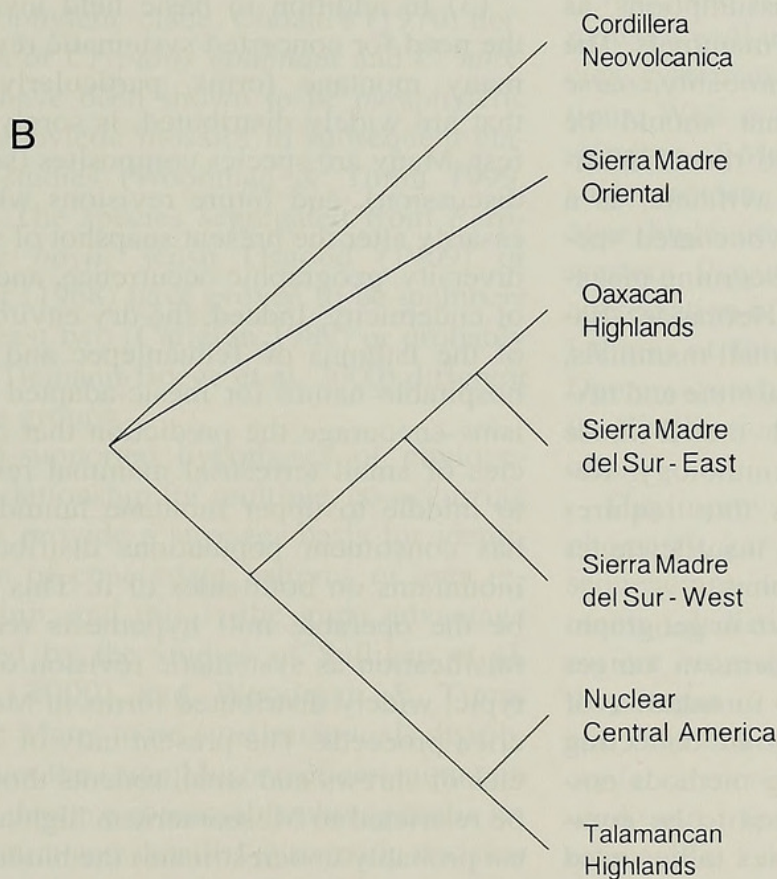 B
Cordillera
Neovolcanica
Sierra Madre
Oriental
Oaxacan
Highlands
Sierra Madre
del Sur - East
Sierra Madre
del Sur - West
Nuclear
Central America
Talamancan
Highlands